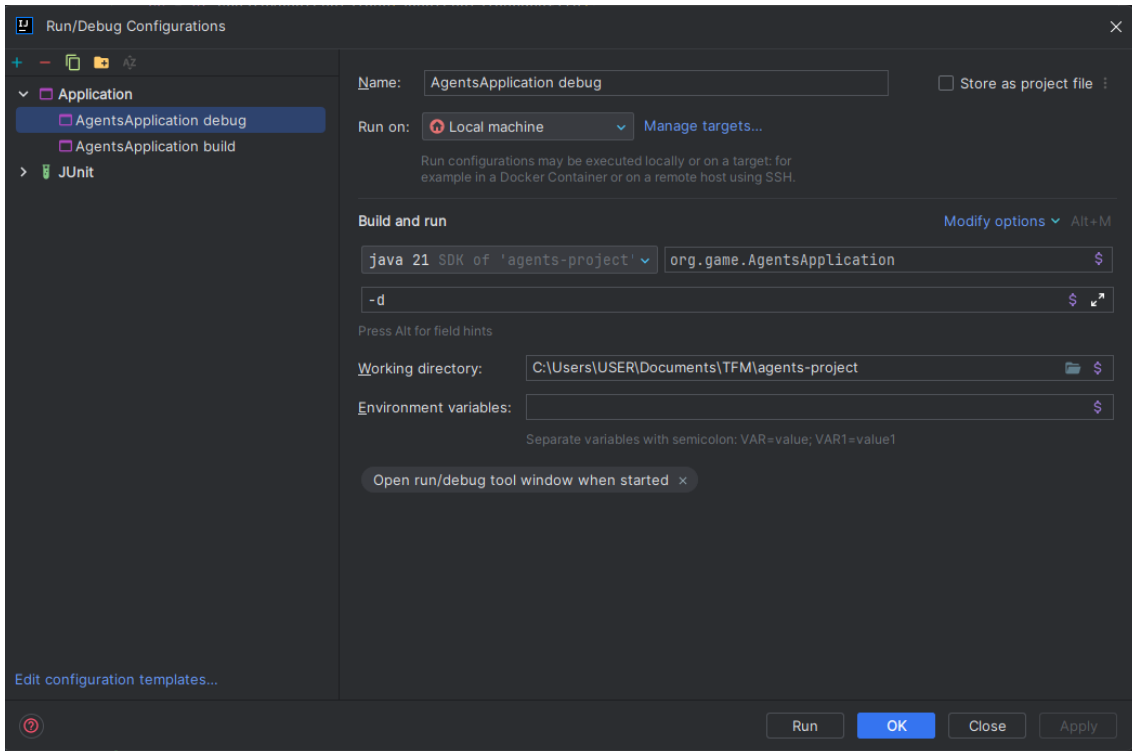 Run/Debug Configurations
Application
AgentsApplication debug
AgentsApplication build
JUnit
Edit configuration templates...
Name: AgentsApplication debug Store as project file
Run on: Local machine Manage targets...
Run configurations may be executed locally or on a target: for
example in a Docker Container or on a remote host using SSH.
Build and run Modify options Alt+M
java 21 SDK of 'agents-project' org.game.AgentsApplication $
-d $
Press Alt for field hints
Working directory: C:\Users\USER\Documents\TFM\agents-project $
Environment variables: $
Separate variables with semicolon: VAR=value; VAR1=value1
Open run/debug tool window when started ×
? Run OK Close Apply